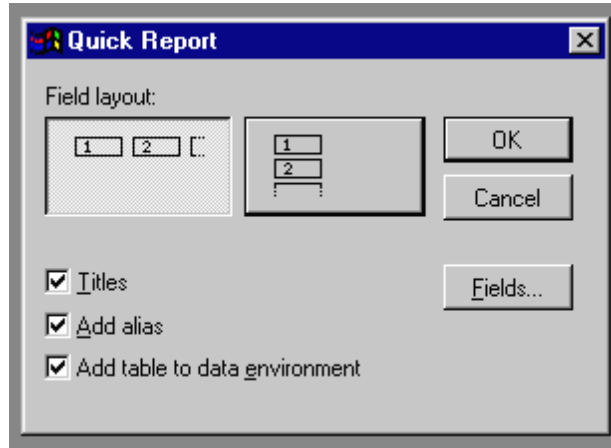 Quick Report
Field layout:
1 2
1
2
OK
Cancel
Titles
Fields...
Add alias
Add table to data environment